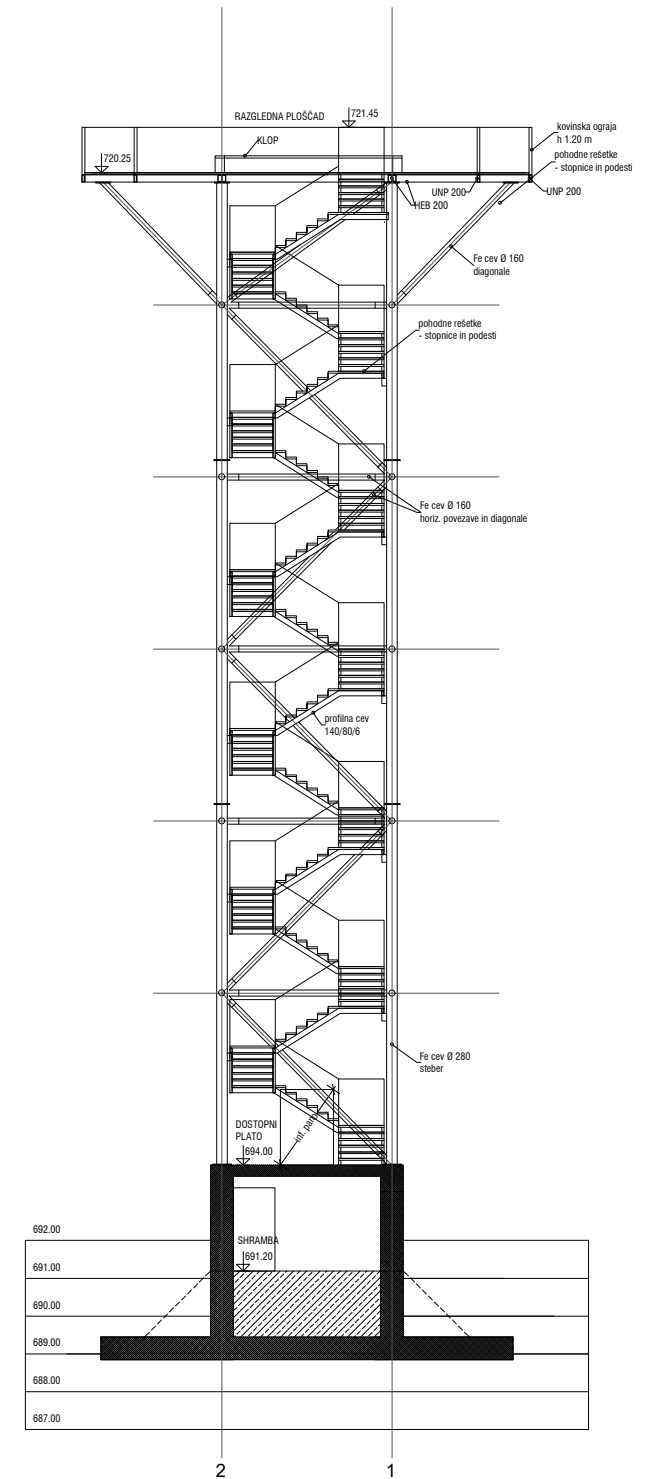 RAZGLEDNA PLOŠČAD
721.45
KLOP
720.25
kovinska ograja
h 1.20 m
pohodne rešetke
- stopnice in podesti
UNP 200
UNP 200
HEB 200
Fe cev Ø 160
diagonale
pohodne rešetke
- stopnice in podesti
Fe cev Ø 160
horiz. povezave in diagonale
profilna cev
140/80/6
Fe cev Ø 280
steber
DOSTOPNI
PLATO
694.00
inf. pano
SHRAMBA
691.20
692.00
691.00
690.00
689.00
688.00
687.00
2
1